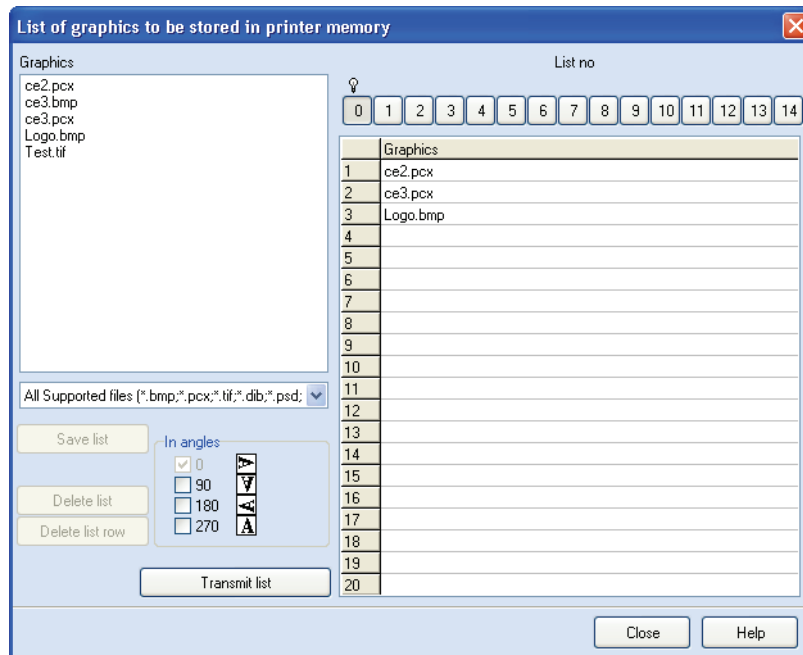 List of graphics to be stored in printer memory
Graphics
ce2.pcx
ce3.bmp
ce3.pcx
Logo.bmp
Test.tif
All Supported files (*.bmp;*.pcx;*.tif;*.dib;*.psd;
Save list
Delete list
Delete list row
In angles
0 A
90 A
180 A
270 A
Transmit list
List no
0 1 2 3 4 5 6 7 8 9 10 11 12 13 14
Graphics
1 ce2.pcx
2 ce3.pcx
3 Logo.bmp
4
5
6
7
8
9
10
11
12
13
14
15
16
17
18
19
20
Close Help